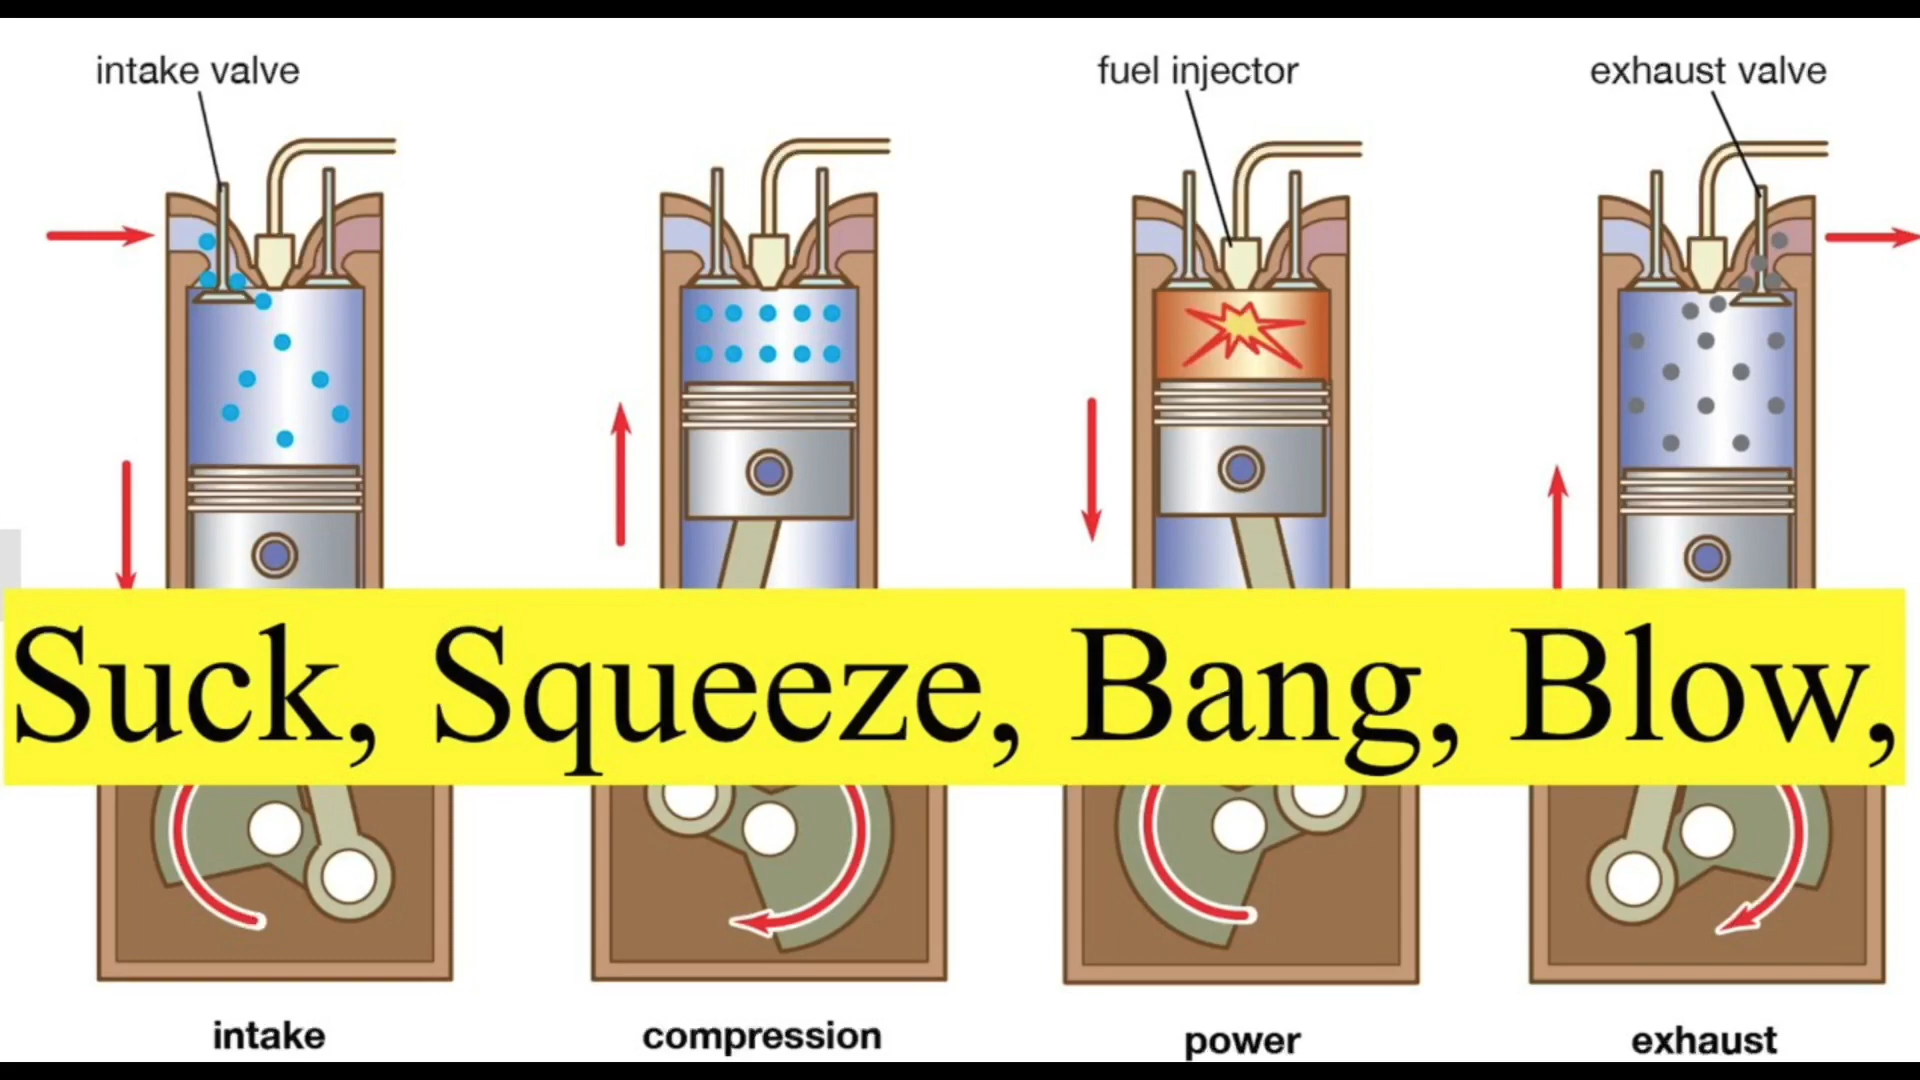 intake valve
fuel injector
exhaust valve
Suck, Squeeze, Bang, Blow,
intake
compression
power
exhaust